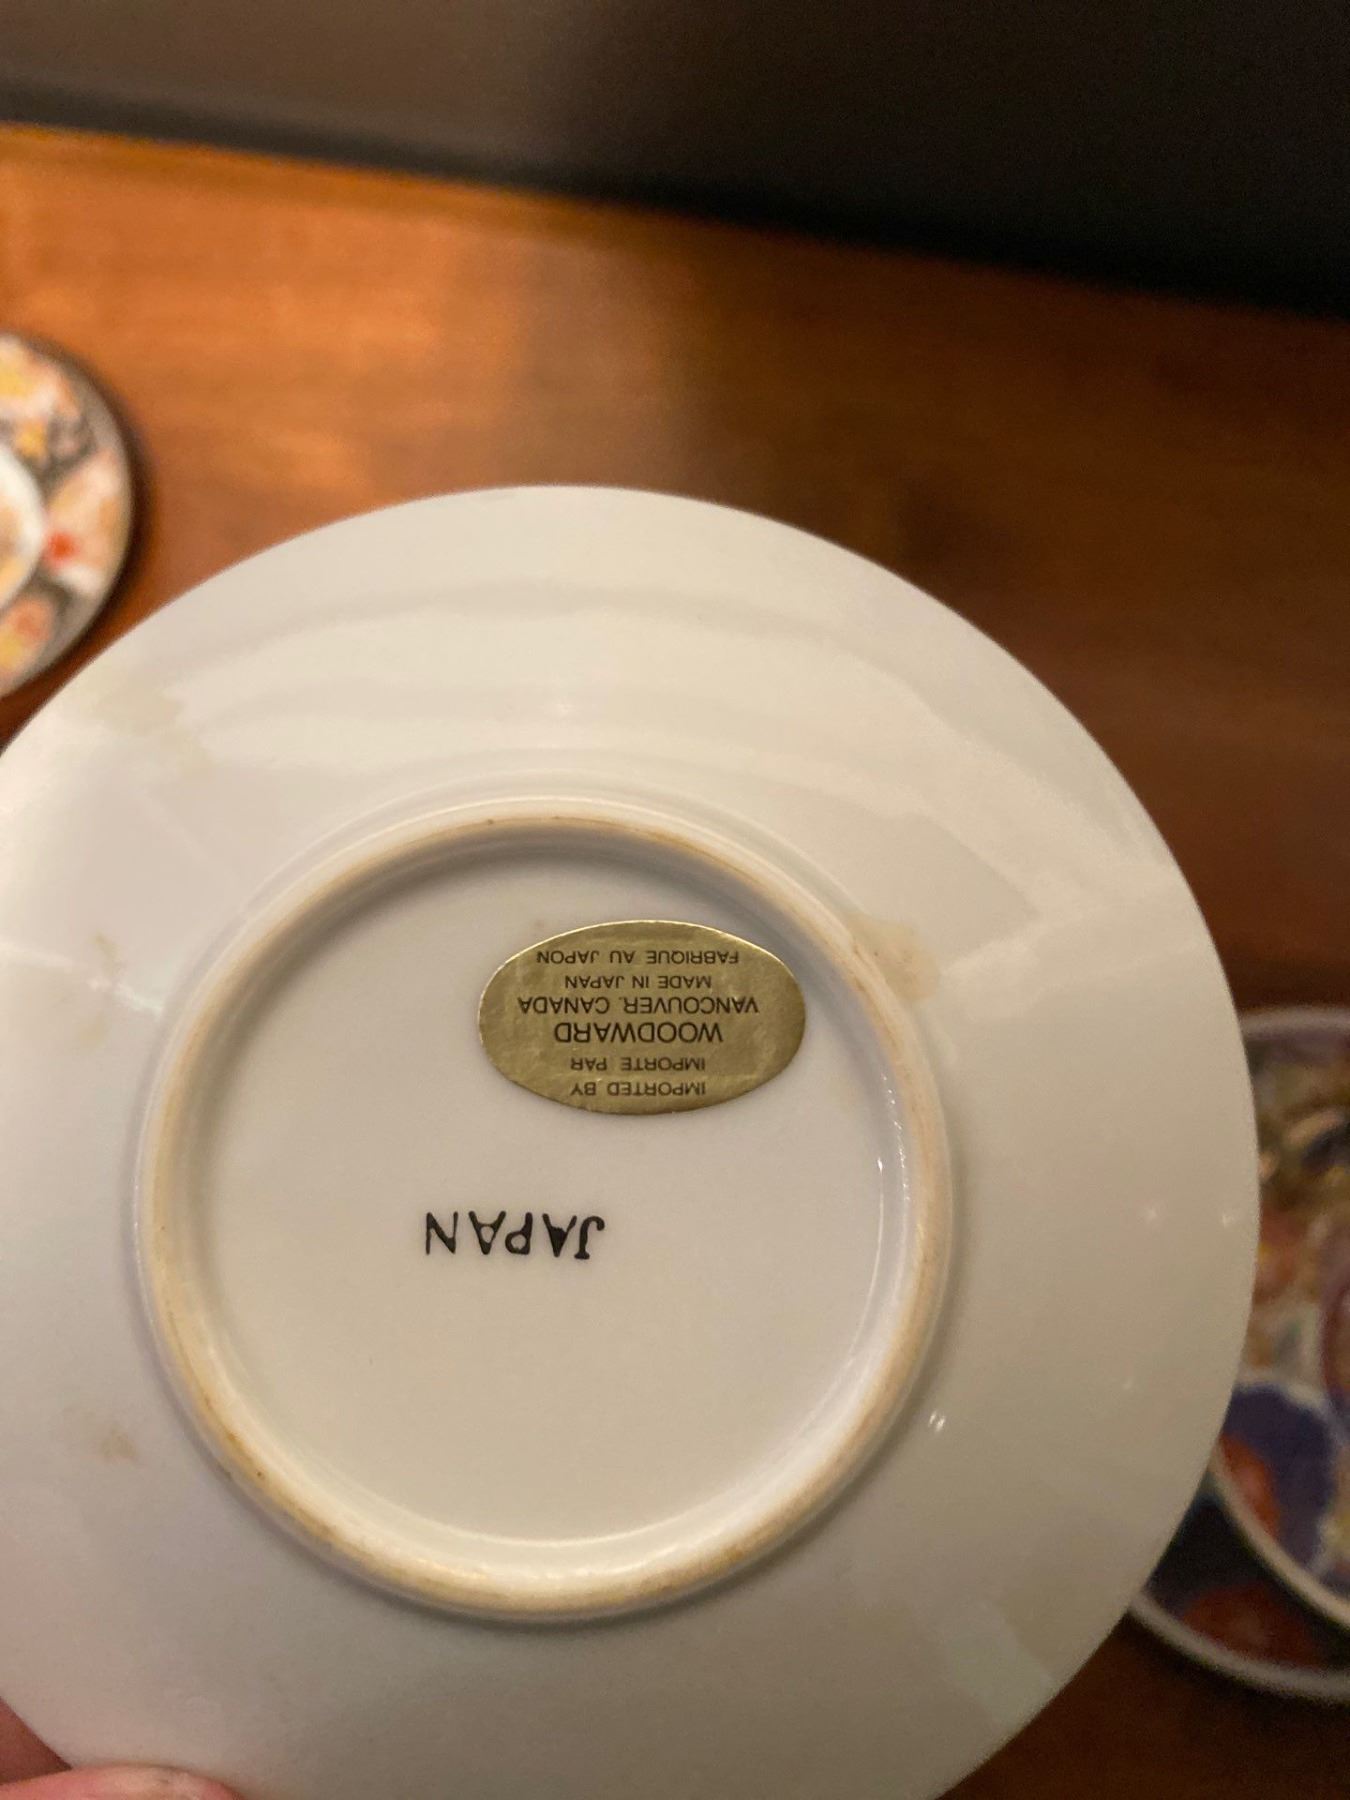 IMPORTED BY
IMPORTE PAR
WOODWARD
VANCOUVER, CANADA
MADE IN JAPAN
FABRIQUE AU JAPON
JAPAN